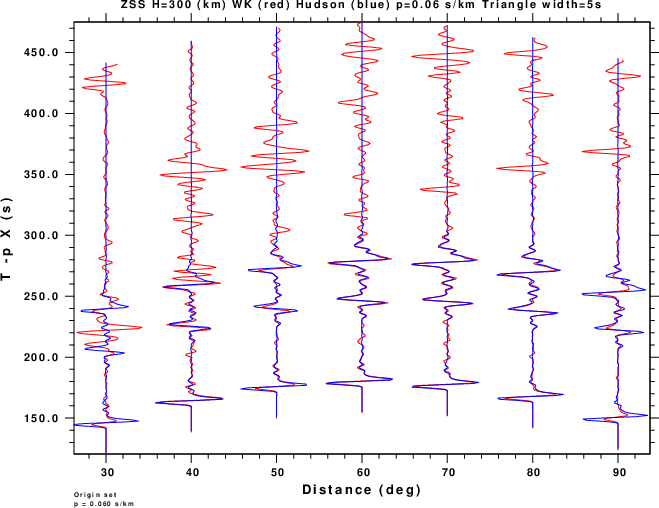 ZSS H=300 (km) WK (red) Hudson (blue) p=0.06 s/km Triangle width=5s
450.0
400.0
350.0
300.0
250.0
200.0
150.0
T -p X (s)
30 40 50 60 70 80 90
Distance (deg)
Origin set
p = 0.060 s/km